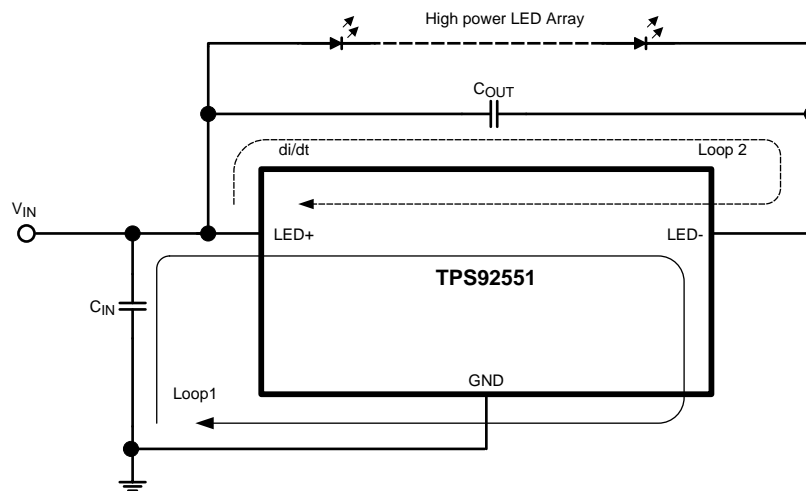 High power LED Array
COUT
di/dt
Loop 2
VIN
LED+
LED-
TPS92551
CIN
GND
Loop1